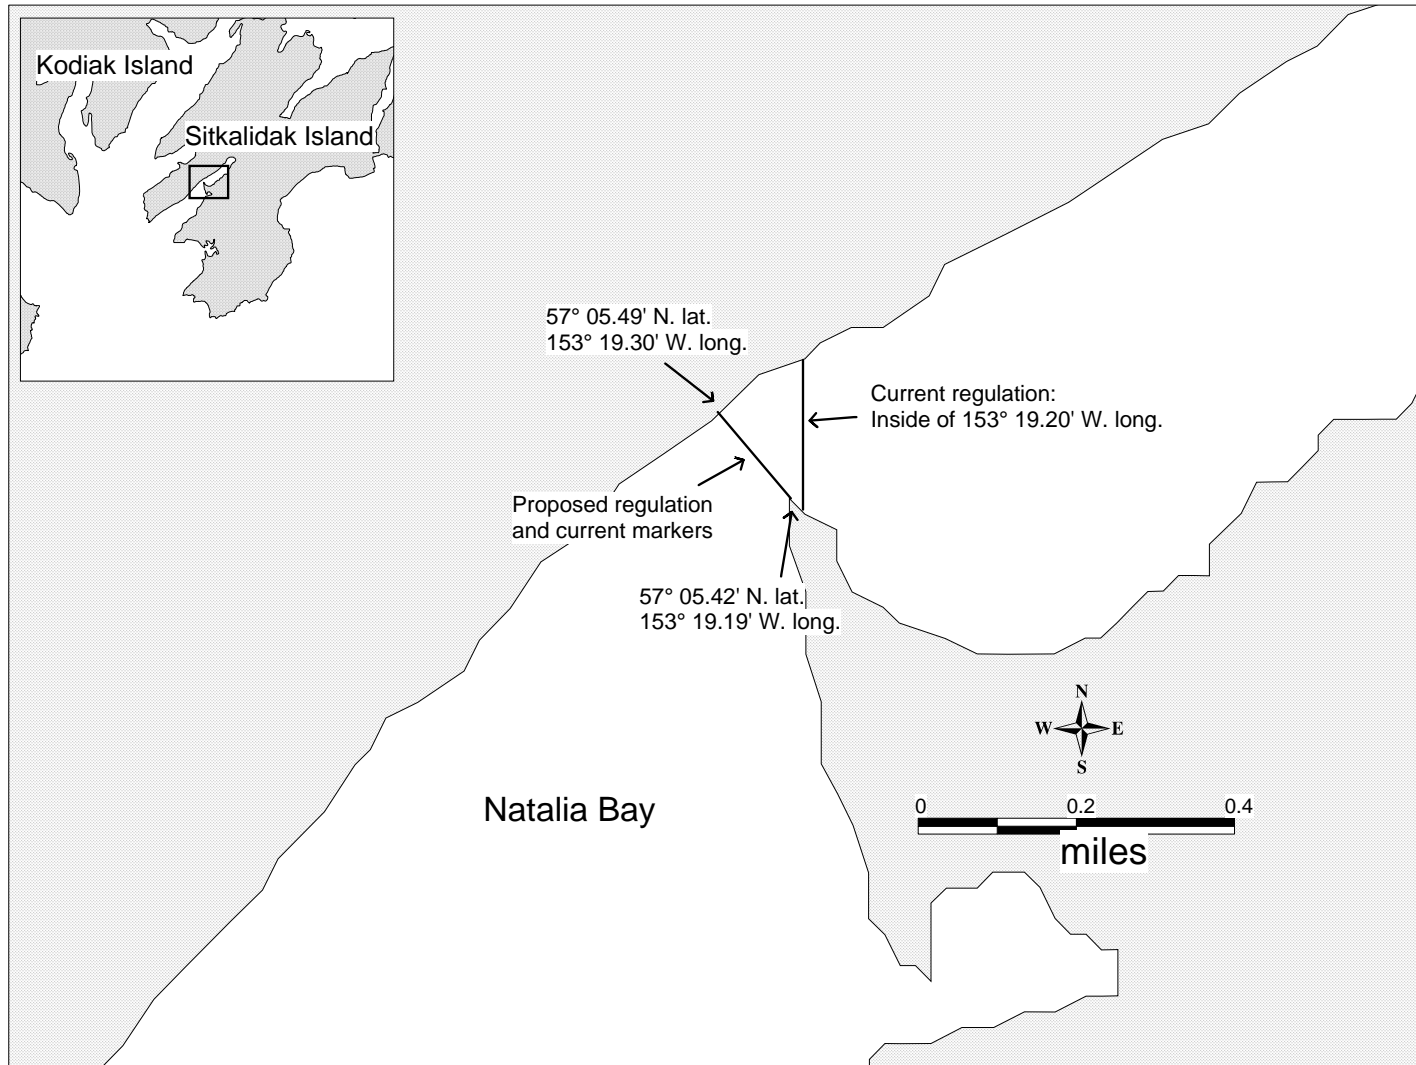 Kodiak Island
Sitkalidak Island
57° 05.49' N. lat.
153° 19.30' W. long.
Current regulation:
Inside of 153° 19.20' W. long.
Proposed regulation
and current markers
57° 05.42' N. lat.
153° 19.19' W. long.
N
W E
S
Natalia Bay
0 0.2 0.4
miles